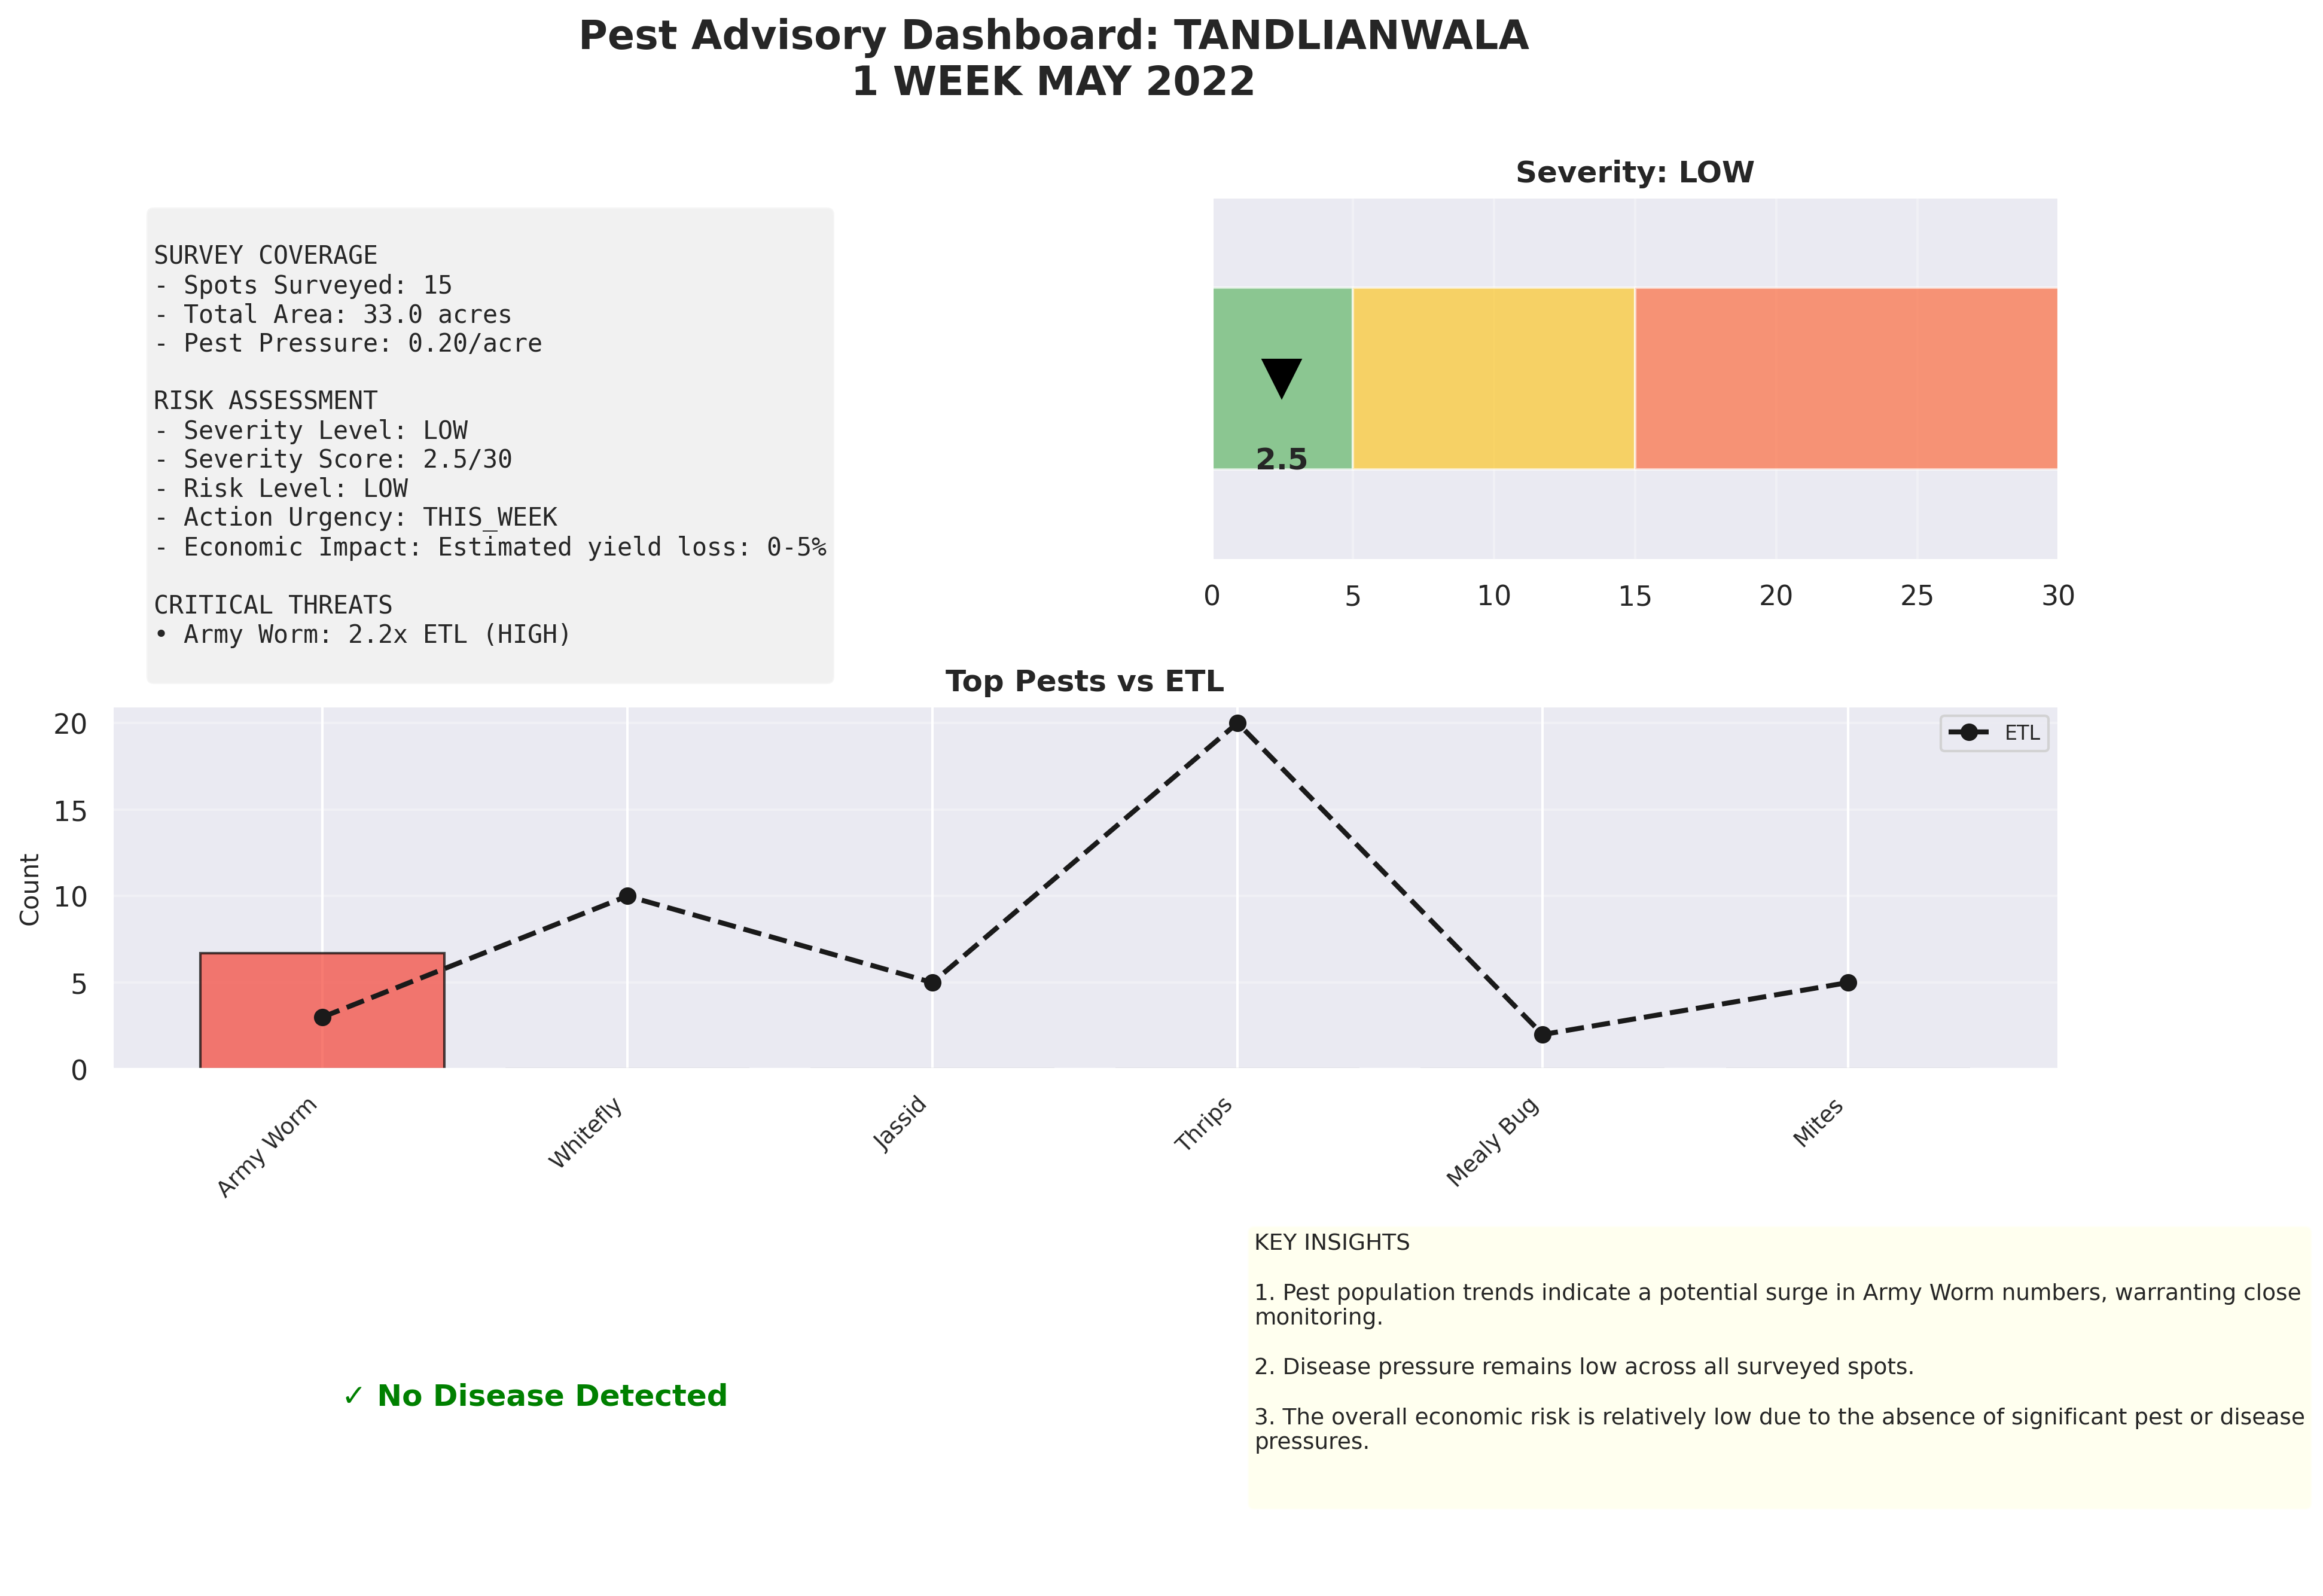 Pest Advisory Dashboard: TANDLIANWALA
1 WEEK MAY 2022
SURVEY COVERAGE
- Spots Surveyed: 15
- Total Area: 33.0 acres
- Pest Pressure: 0.20/acre
RISK ASSESSMENT
- Severity Level: LOW
- Severity Score: 2.5/30
- Risk Level: LOW
- Action Urgency: THIS_WEEK
- Economic Impact: Estimated yield loss: 0-5%
CRITICAL THREATS
• Army Worm: 2.2x ETL (HIGH)
Severity: LOW
2.5
0 5 10 15 20 25 30
Top Pests vs ETL
ETL
Count
20
15
10
5
0
Army Worm
Whitefly
Jassid
Thrips
Mealy Bug
Mites
✓ No Disease Detected
KEY INSIGHTS
1. Pest population trends indicate a potential surge in Army Worm numbers, warranting close
monitoring.
2. Disease pressure remains low across all surveyed spots.
3. The overall economic risk is relatively low due to the absence of significant pest or disease
pressures.